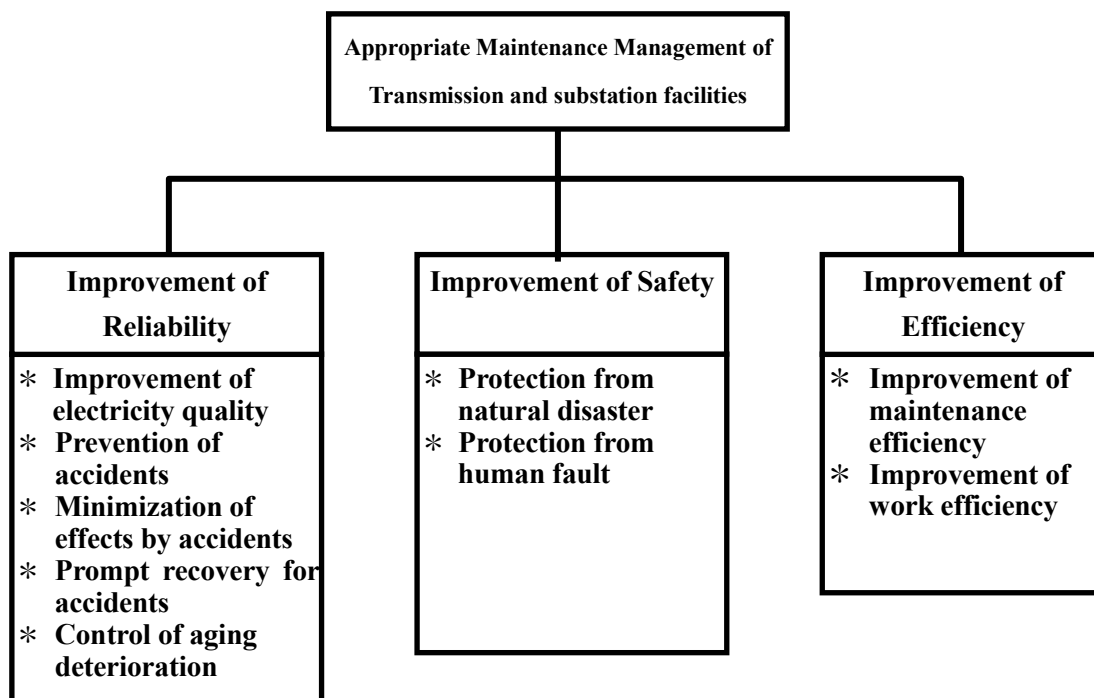 Appropriate Maintenance Management of
Transmission and substation facilities
Improvement of
Reliability
＊ Improvement of
electricity quality
＊ Prevention of
accidents
＊ Minimization of
effects by accidents
＊ Prompt recovery for
accidents
＊ Control of aging
deterioration
Improvement of Safety
＊ Protection from
natural disaster
＊ Protection from
human fault
Improvement of
Efficiency
＊ Improvement of
maintenance
efficiency
＊ Improvement of
work efficiency